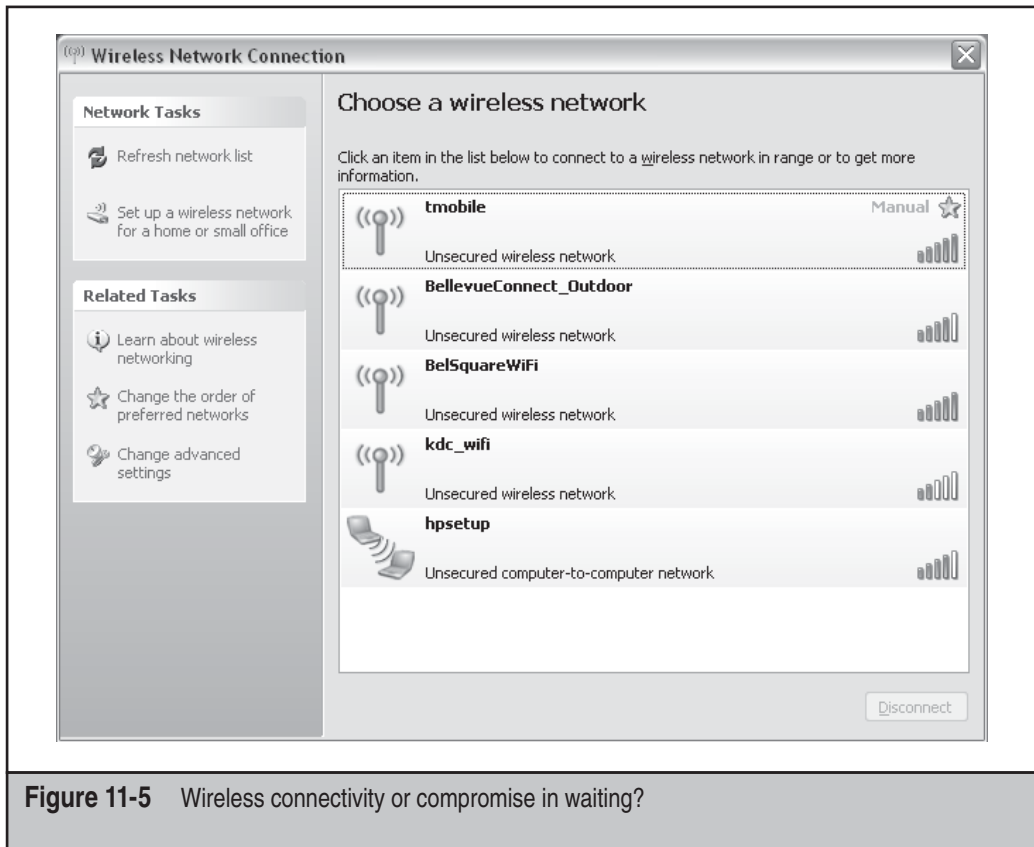 Wireless Network Connection
Network Tasks
Refresh network list
Set up a wireless network
for a home or small office
Related Tasks
Learn about wireless
networking
Change the order of
preferred networks
Change advanced
settings
Choose a wireless network
Click an item in the list below to connect to a wireless network in range or to get more
information.
tmobile
Manual
Unsecured wireless network
BellevueConnect_Outdoor
Unsecured wireless network
BelSquareWiFi
Unsecured wireless network
kdc_wifi
Unsecured wireless network
hpsetup
Unsecured computer-to-computer network
Disconnect
Figure 11-5 Wireless connectivity or compromise in waiting?